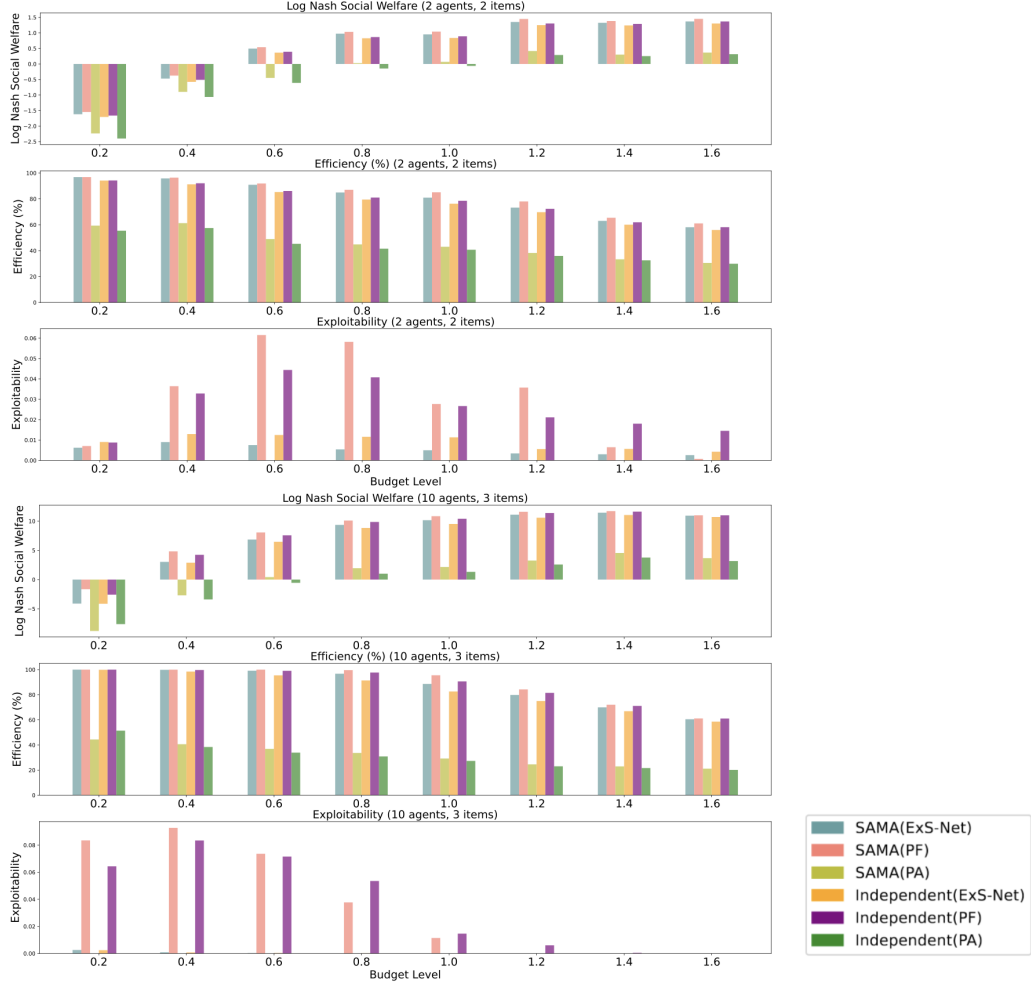 Log Nash Social Welfare (2 agents, 2 items)
Log Nash Social Welfare
1.5
1.0
0.5
0.0
−0.5
−1.0
−1.5
−2.0
−2.5
0.2 0.4 0.6 0.8 1.0 1.2 1.4 1.6
Efficiency (%) (2 agents, 2 items)
Efficiency (%)
100
80
60
40
20
0
0.2 0.4 0.6 0.8 1.0 1.2 1.4 1.6
Exploitability (2 agents, 2 items)
Exploitability
0.06
0.05
0.04
0.03
0.02
0.01
0.00
0.2 0.4 0.6 0.8 1.0 1.2 1.4 1.6
Budget Level
Log Nash Social Welfare (10 agents, 3 items)
Log Nash Social Welfare
10
5
0
−5
0.2 0.4 0.6 0.8 1.0 1.2 1.4 1.6
Efficiency (%) (10 agents, 3 items)
Efficiency (%)
100
80
60
40
20
0
0.2 0.4 0.6 0.8 1.0 1.2 1.4 1.6
Exploitability (10 agents, 3 items)
Exploitability
0.08
0.06
0.04
0.02
0.00
0.2 0.4 0.6 0.8 1.0 1.2 1.4 1.6
Budget Level
SAMA(ExS-Net)
SAMA(PF)
SAMA(PA)
Independent(ExS-Net)
Independent(PF)
Independent(PA)